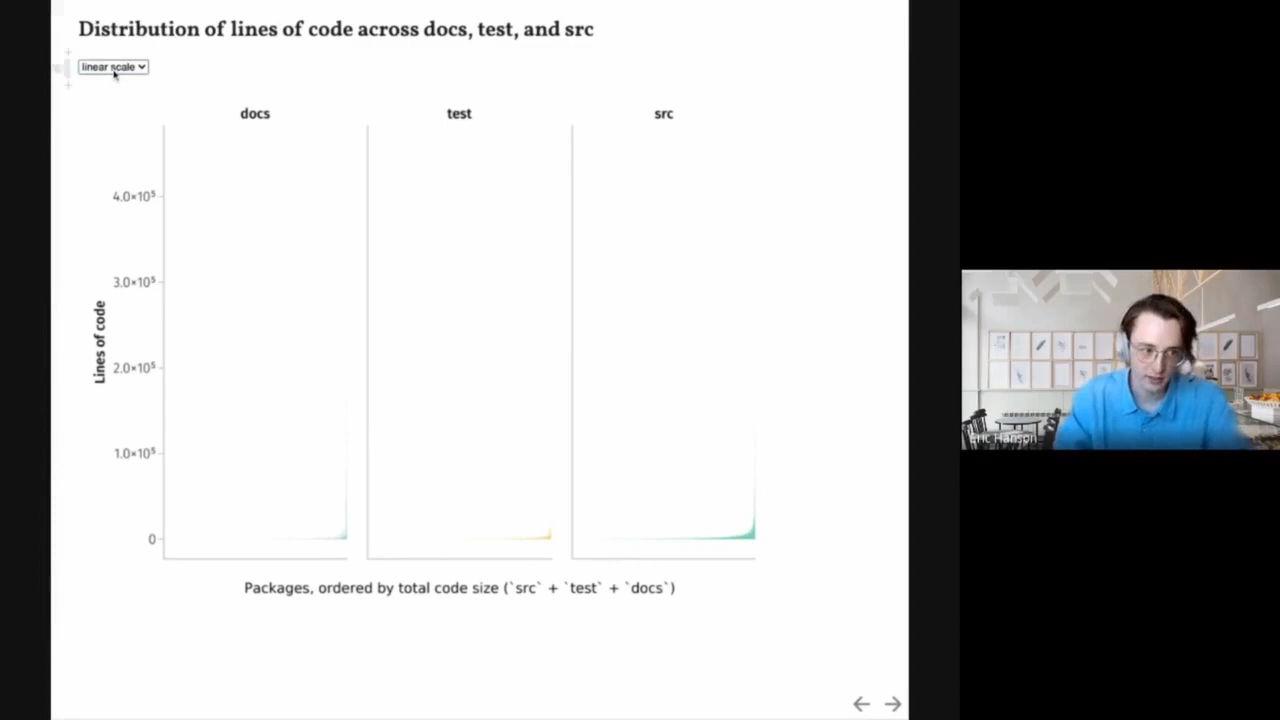 Distribution of lines of code across docs, test, and src
linear scale
docs test src
4.0×10⁵
3.0×10⁵
2.0×10⁵
1.0×10⁵
0
Lines of code
Packages, ordered by total code size (`src` + `test` + `docs`)
Eric Hanson